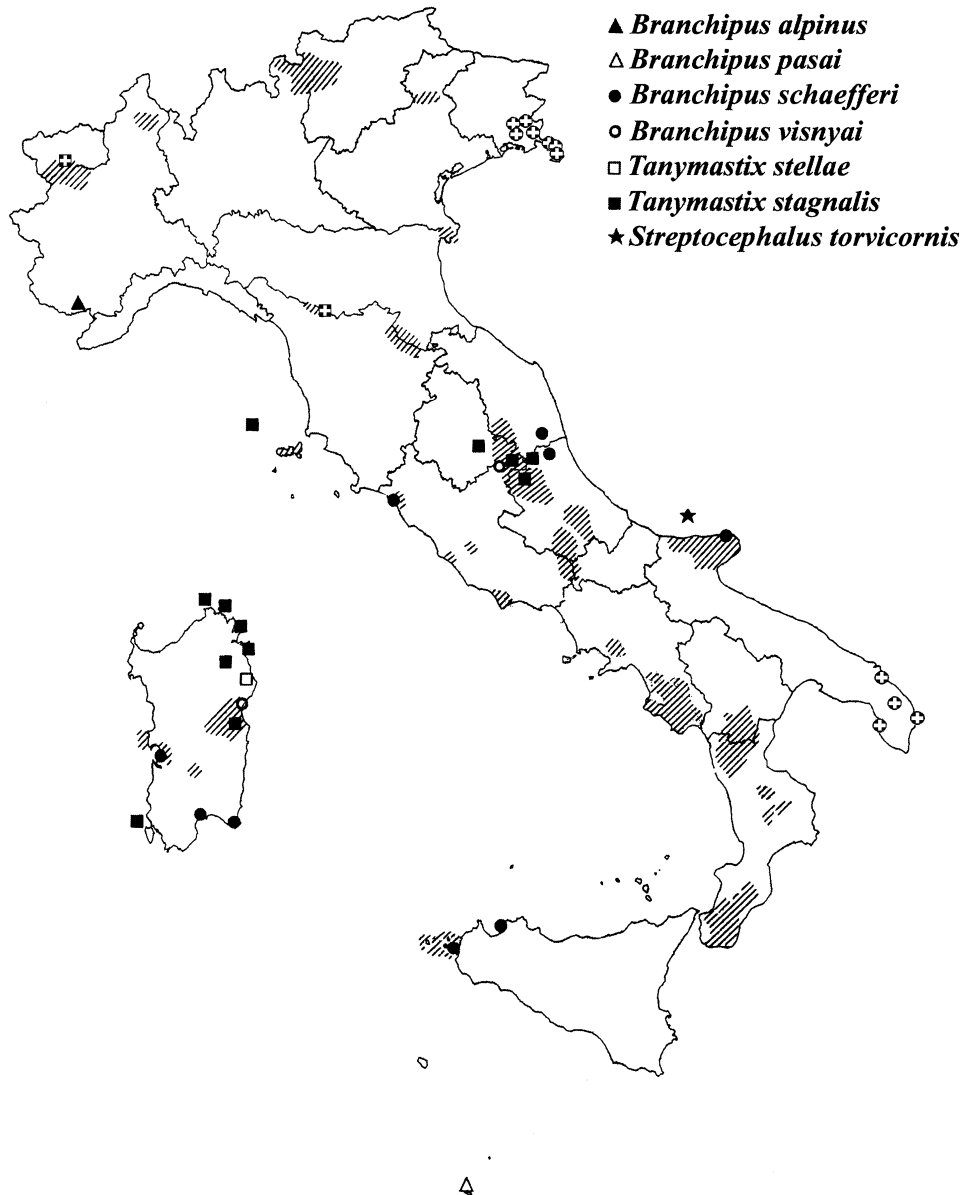 ▲ Branchipus alpinus
△ Branchipus pasai
● Branchipus schaefferi
○ Branchipus visnyai
□ Tanymastix stellae
■ Tanymastix stagnalis
★ Streptocephalus torvicornis